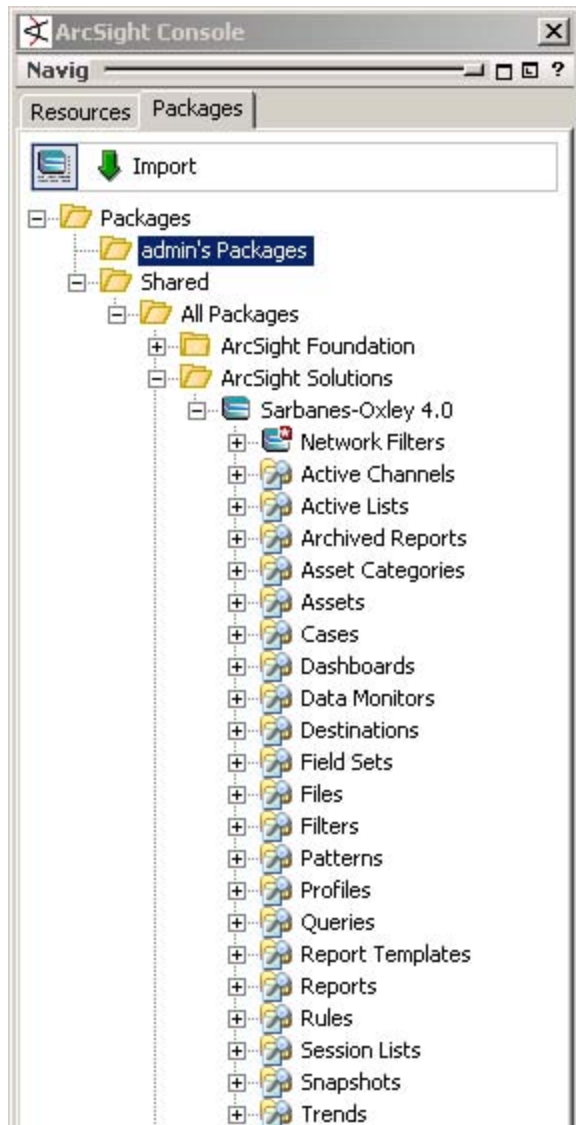 ArcSight Console
Navig ?
Resources Packages
Import
Packages
admin's Packages
Shared
All Packages
ArcSight Foundation
ArcSight Solutions
Sarbanes-Oxley 4.0
Network Filters
Active Channels
Active Lists
Archived Reports
Asset Categories
Assets
Cases
Dashboards
Data Monitors
Destinations
Field Sets
Files
Filters
Patterns
Profiles
Queries
Report Templates
Reports
Rules
Session Lists
Snapshots
Trends